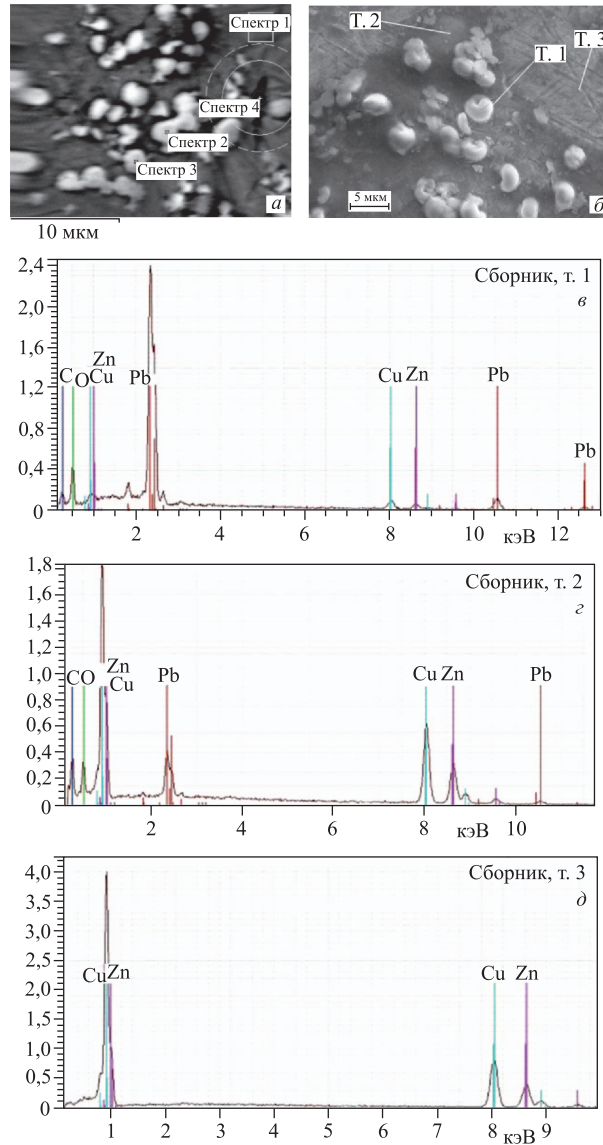 Спектр 1
Спектр 4
Спектр 2
Спектр 3
а
10 мкм
Т. 2
Т. 1
Т. 3
5 мкм
б
Сборник, т. 1
в
2,4
2,0
1,6
1,2
0,8
0,4
0
C O Zn Cu Pb Cu Zn Pb Pb
2 4 6 8 10 12
кэВ
Сборник, т. 2
г
1,8
1,6
1,4
1,2
1,0
0,8
0,6
0,4
0,2
0
C O Zn Cu Pb Cu Zn Pb
2 4 6 8 10
кэВ
Сборник, т. 3
д
4,0
3,5
3,0
2,5
2,0
1,5
1,0
0,5
0
Cu Zn Cu Zn
1 2 3 4 5 6 7 8 9
кэВ